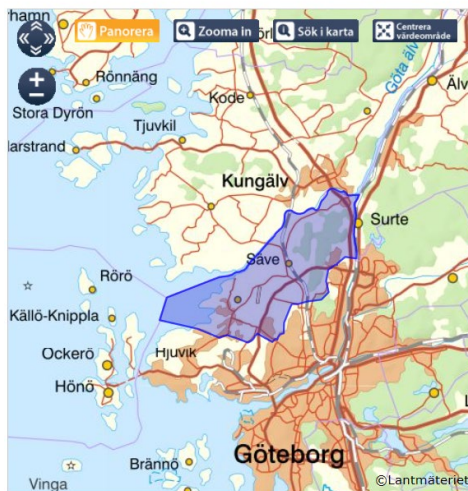 Panorera
Zooma in
Sök i karta
Centrera
värdeområde
Rönnäng
Stora Dyrön
Tjuvkil
Kode
Göta älv
Kungälv
Surte
Säve
Rörö
Källö-Knippla
Öckerö
Hönö
Hjuvik
Göteborg
Brännö
Vinga
©Lantmäteriet